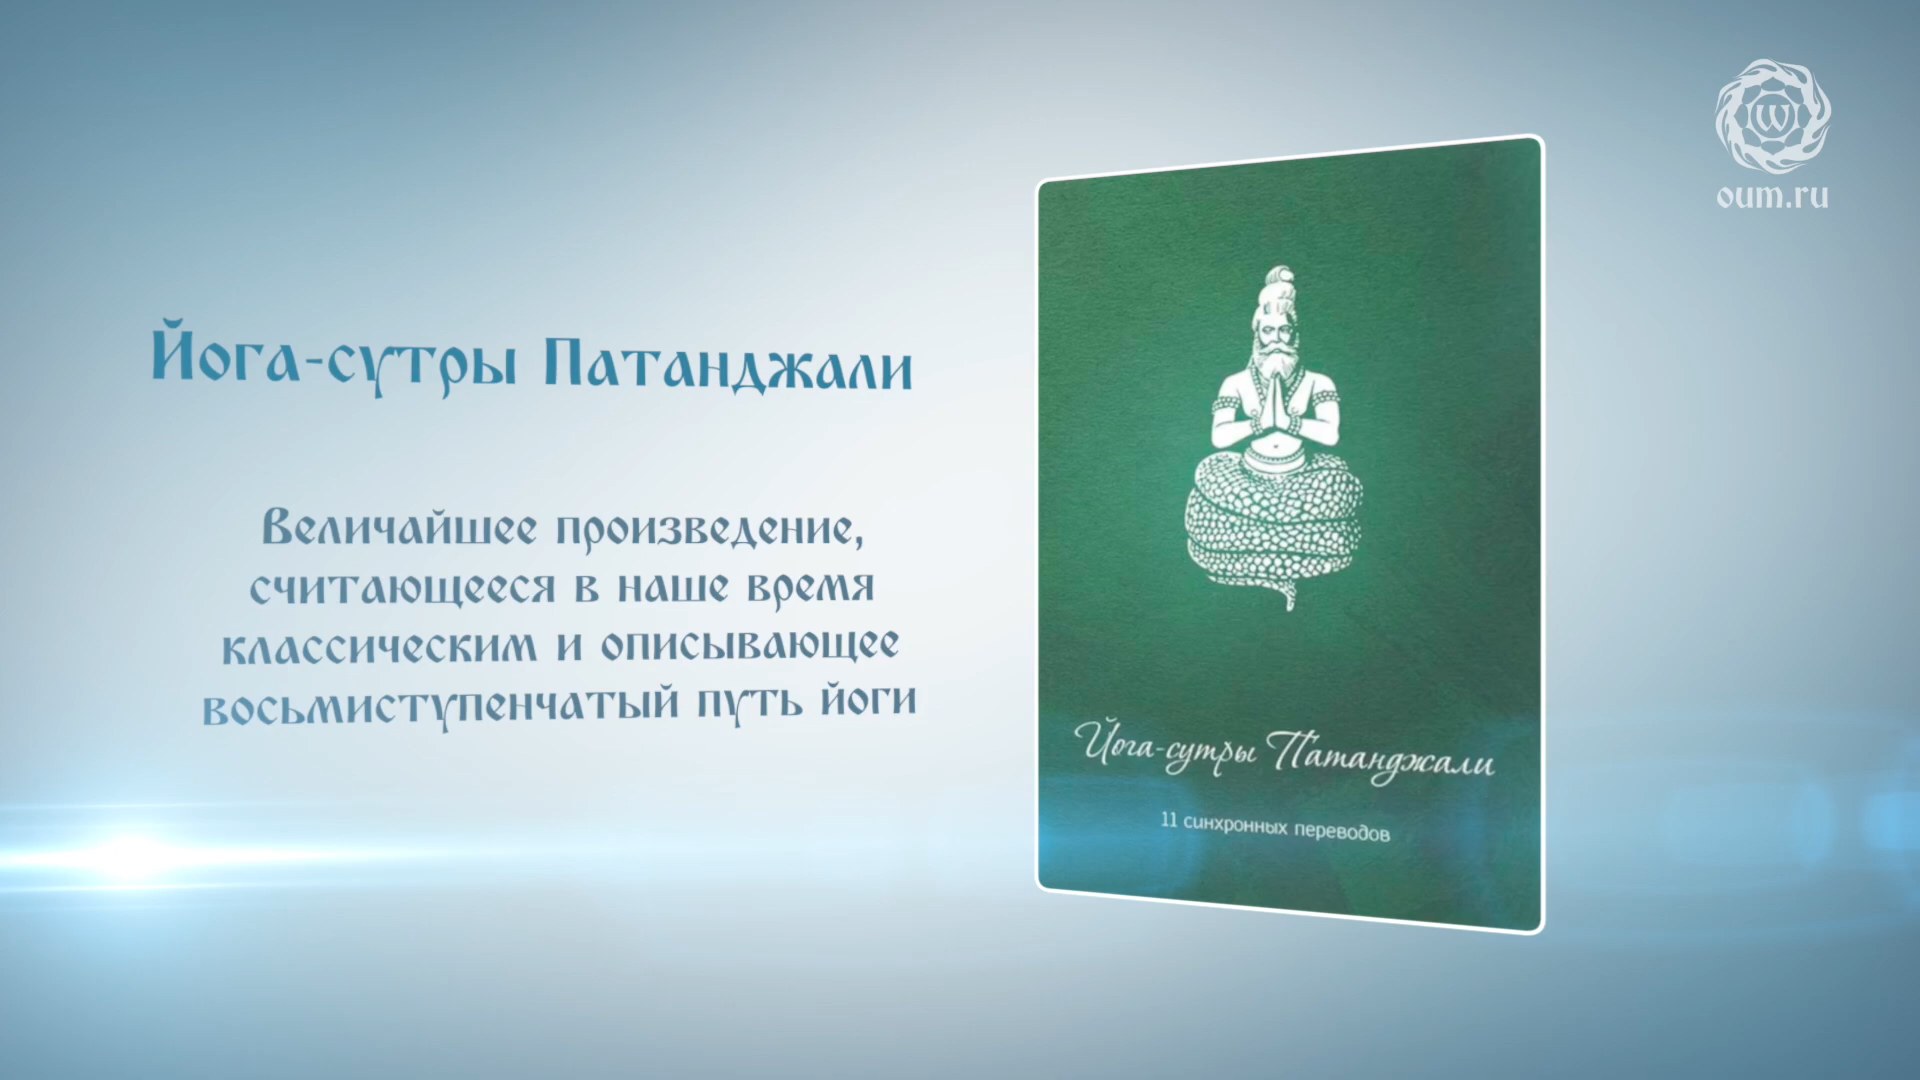 Йога-сутры Патанджали
Величайшее произведение,
считающееся в наше время
классическим и описывающее
восьмиступенчатый путь йоги
Йога-сутры Патанджали
11 синхронных переводов
W
oum.ru